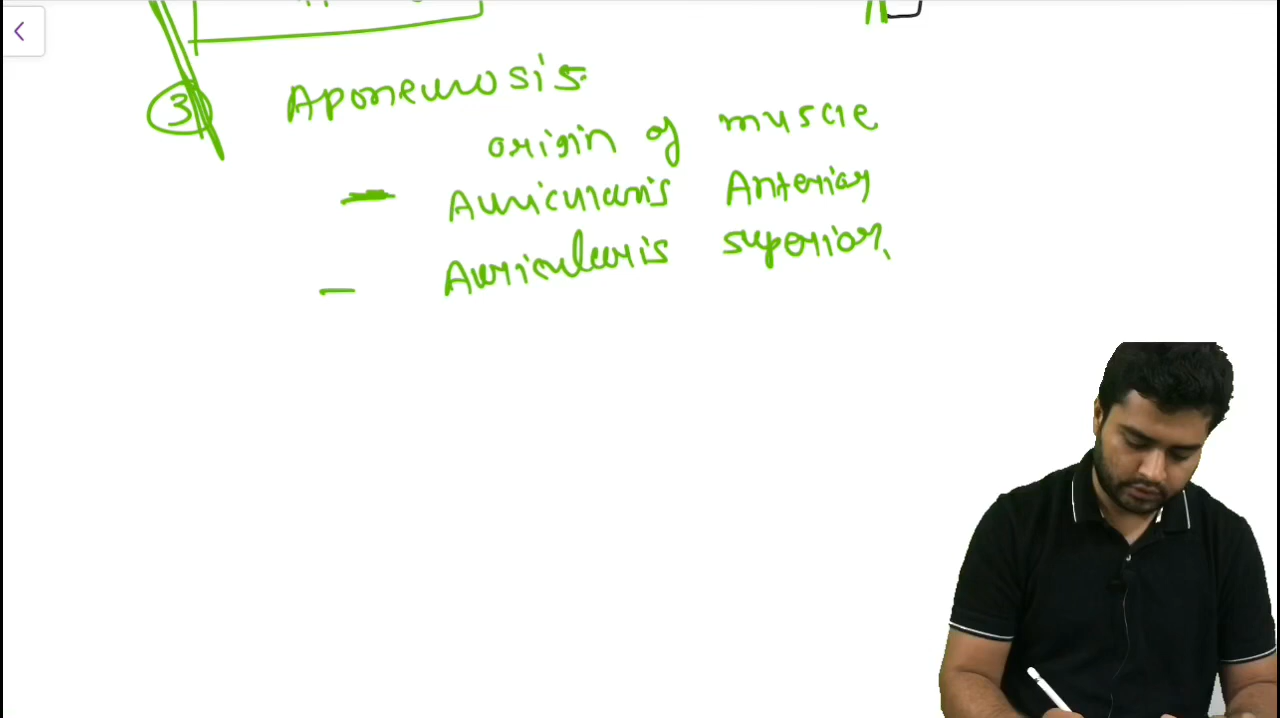 3 Aponeurosis
origin of muscle
- Auricularis Anterior
- Auricularis superior